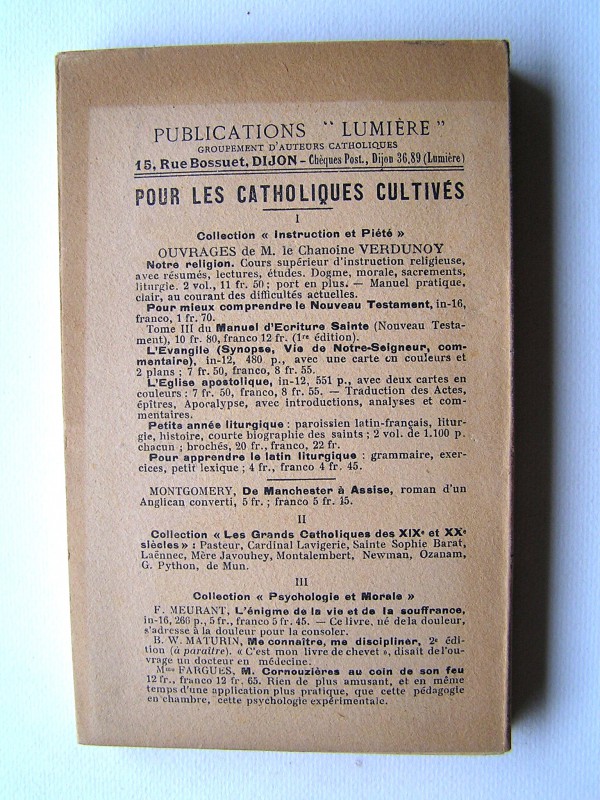 PUBLICATIONS “ LUMIÈRE ”
GROUPEMENT D'AUTEURS CATHOLIQUES
15, Rue Bossuet, DIJON – Chèques Post., Dijon 36,89 (Lumière)
POUR LES CATHOLIQUES CULTIVÉS
I
Collection « Instruction et Piété »
OUVRAGES de M. le Chanoine VERDUNOY
Notre religion. Cours supérieur d'instruction religieuse,
avec résumés, lectures, études. Dogme, morale, sacrements,
liturgie. 2 vol., 11 fr. 50 ; port en plus. — Manuel pratique,
clair, au courant des difficultés actuelles.
Pour mieux comprendre le Nouveau Testament, in-16,
franco, 1 fr. 70.
Tome III du Manuel d'Ecriture Sainte (Nouveau Testa-
ment), 10 fr. 80, franco 12 fr. (1re édition).
L'Evangile (Synopse, Vie de Notre-Seigneur, com-
mentaire), in-12, 480 p., avec une carte en couleurs et
2 plans ; 7 fr. 50, franco, 8 fr. 55.
L'Eglise apostolique, in-12, 551 p., avec deux cartes en
couleurs : 7 fr. 50, franco, 8 fr. 55. — Traduction des Actes,
épîtres, Apocalypse, avec introductions, analyses et com-
mentaires.
Petite année liturgique : paroissien latin-français, litur-
gie, histoire, courte biographie des saints ; 2 vol. de 1.100 p.
chacun ; brochés, 20 fr., franco, 22 fr.
Pour apprendre le latin liturgique : grammaire, exer-
cices, petit lexique ; 4 fr., franco 4 fr. 45.
MONTGOMERY, De Manchester à Assise, roman d'un
Anglican converti, 5 fr. ; franco 5 fr. 45.
II
Collection « Les Grands Catholiques des XIXe et XXe
siècles » : Pasteur, Cardinal Lavigerie, Sainte Sophie Barat,
Laënnec, Mère Javouhey, Montalembert, Newman, Ozanam,
G. Python, de Mun.
III
Collection « Psychologie et Morale »
F. MEURANT, L'énigme de la vie et de la souffrance,
in-16, 266 p., 5 fr., franco 5 fr. 45. — Ce livre, né de la douleur,
s'adresse à la douleur pour la consoler.
B. W. MATURIN, Me connaître, me discipliner, 2e édi-
tion (à paraître). « C'est mon livre de chevet », disait de l'ou-
vrage un docteur en médecine.
Mme FARGUES, M. Cornouzières au coin de son feu
12 fr., franco 12 fr. 65. Rien de plus amusant, et en même
temps d'une application plus pratique, que cette pédagogie
en chambre, cette psychologie expérimentale.